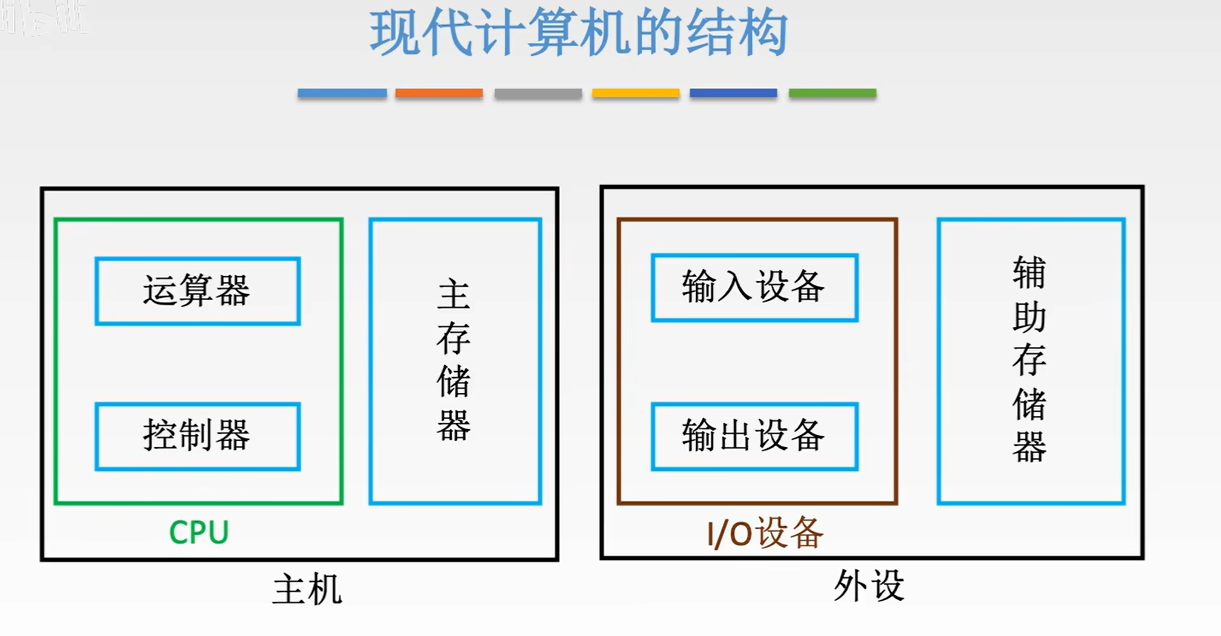 现代计算机的结构
运算器
控制器
CPU
主存储器
主机
输入设备
输出设备
I/O设备
辅助存储器
外设